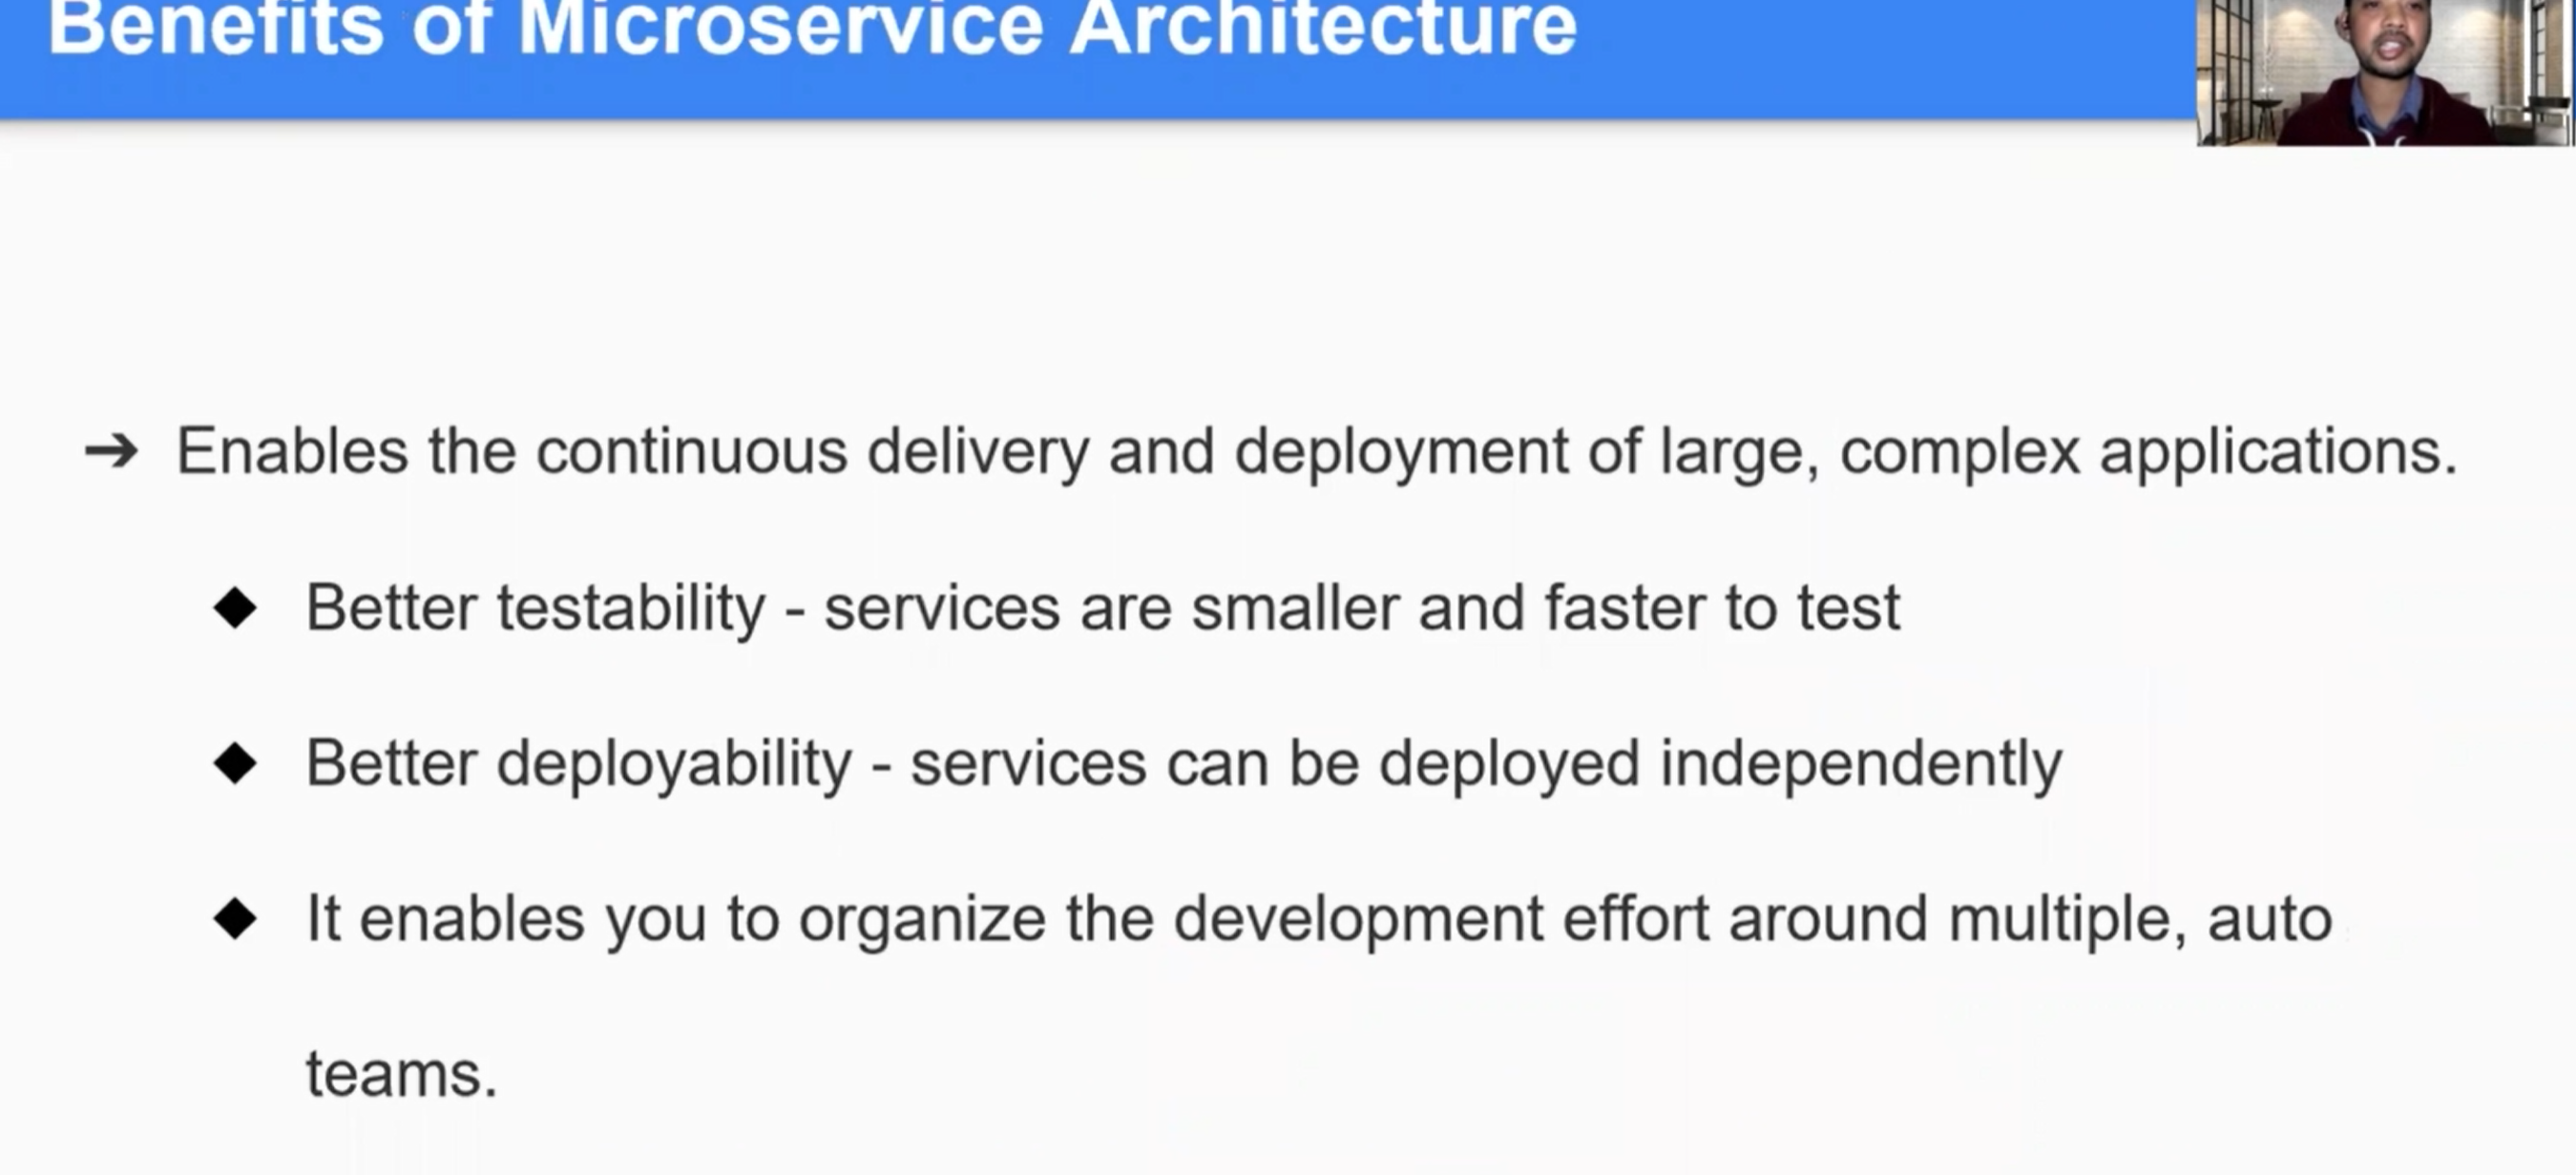 Benefits of Microservice Architecture
➔ Enables the continuous delivery and deployment of large, complex applications.
◆ Better testability - services are smaller and faster to test
◆ Better deployability - services can be deployed independently
◆ It enables you to organize the development effort around multiple, auto
teams.